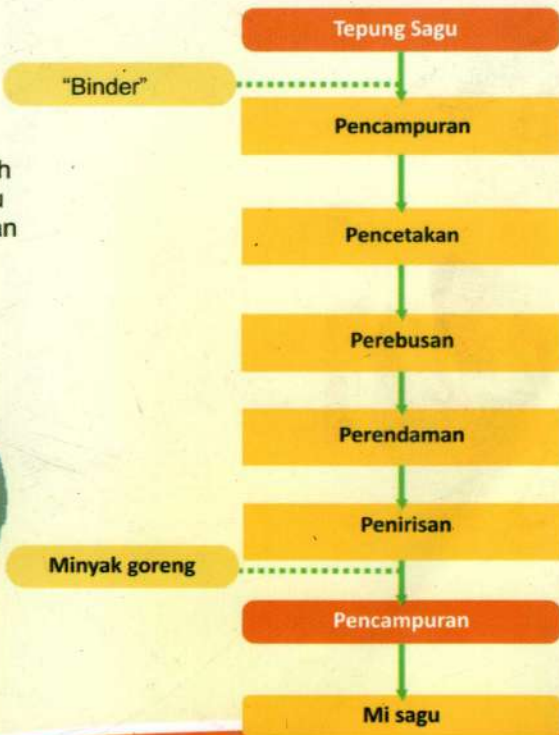 Tepung Sagu
"Binder"
Pencampuran
Pencetakan
Perebusan
Perendaman
Penirisan
Minyak goreng
Pencampuran
Mi sagu